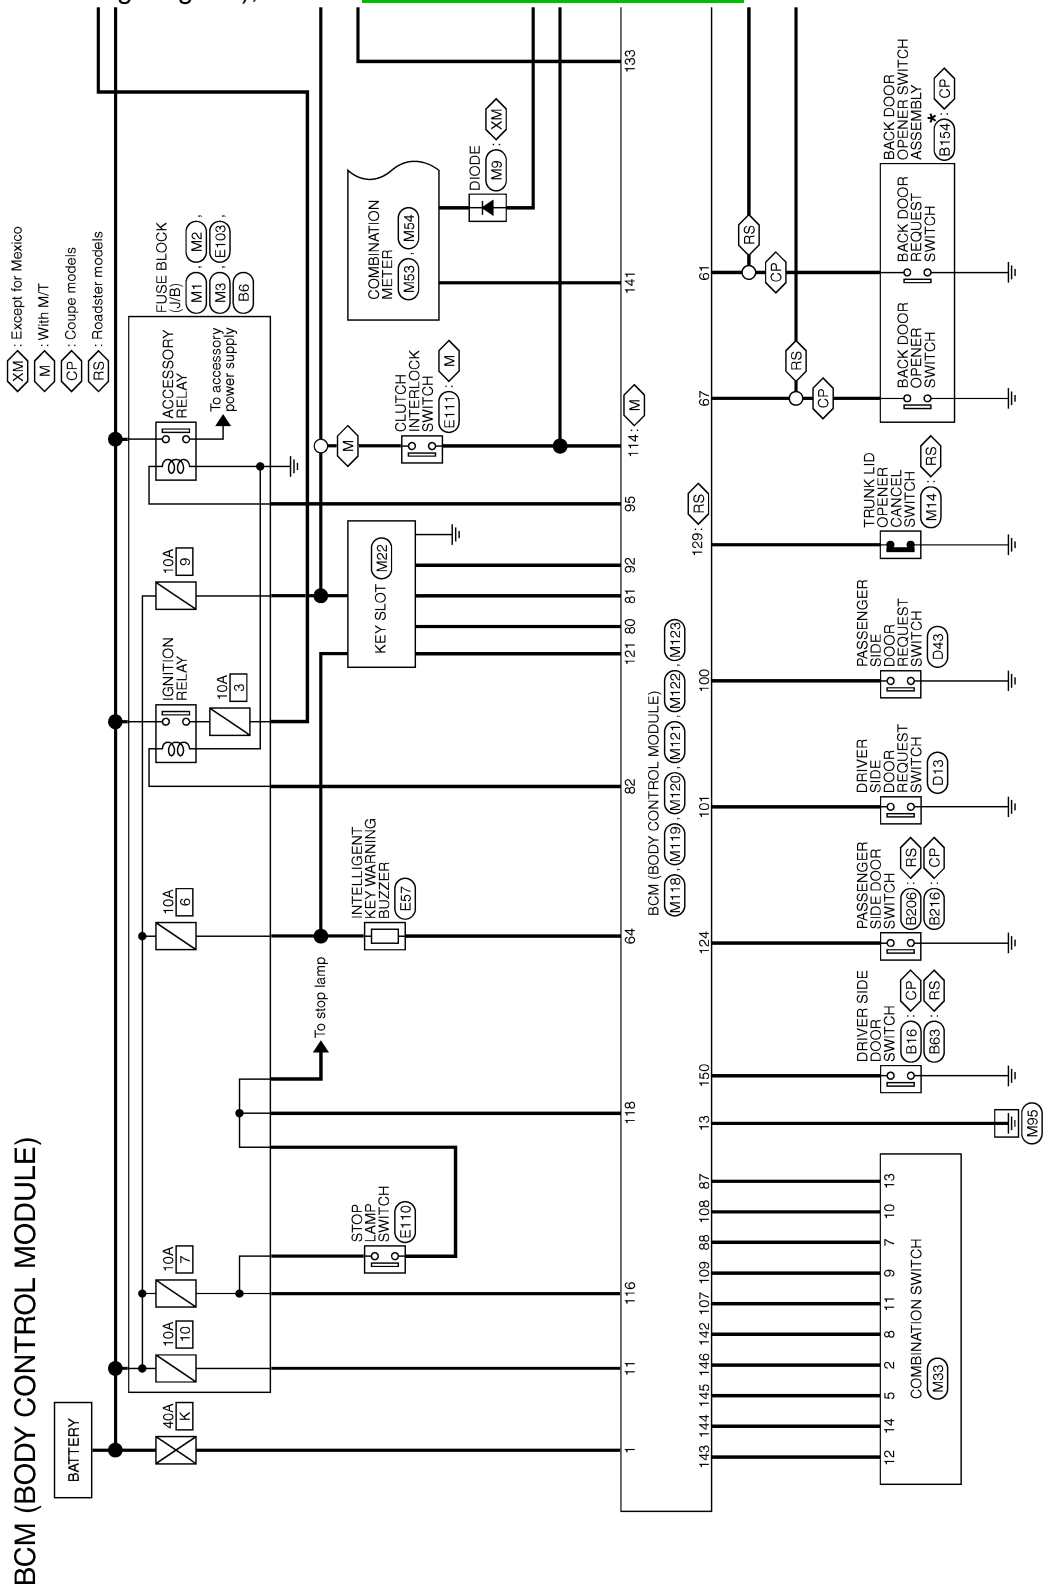 BCM (BODY CONTROL MODULE)
BATTERY
40A
K
10A
10
10A
7
10A
6
IGNITION
RELAY
10A
3
10A
9
ACCESSORY
RELAY
To accessory
power supply
FUSE BLOCK
(J/B)
M1 , M2 ,
M3 , E103 ,
B6
XM : Except for Mexico
M : With M/T
CP : Coupe models
RS : Roadster models
STOP
LAMP
SWITCH
E110
To stop lamp
INTELLIGENT
KEY WARNING
BUZZER
E57
KEY SLOT M22
M
CLUTCH
INTERLOCK
SWITCH
E111 : M
COMBINATION
METER
M53 , M54
DIODE
M9 : XM
1
11
116
118
64
82
121
80
81
92
95
114: M
141
133
BCM (BODY CONTROL MODULE)
M118 , M119 , M120 , M121 , M122 , M123
143
144
145
146
142
107
109
88
108
87
13
150
124
101
100
129: RS
67
61
12
14
5
2
8
11
9
7
10
13
COMBINATION SWITCH
M33
M95
DRIVER SIDE
DOOR
SWITCH
B16 : CP
B63 : RS
PASSENGER
SIDE DOOR
SWITCH
B206 : RS
B216 : CP
DRIVER
SIDE
DOOR
REQUEST
SWITCH
D13
PASSENGER
SIDE
DOOR
REQUEST
SWITCH
D43
TRUNK LID
OPENER
CANCEL
SWITCH
M14 : RS
RS
CP
RS
CP
BACK DOOR
OPENER
SWITCH
BACK DOOR
REQUEST
SWITCH
BACK DOOR
OPENER SWITCH
ASSEMBLY
B154 * : CP